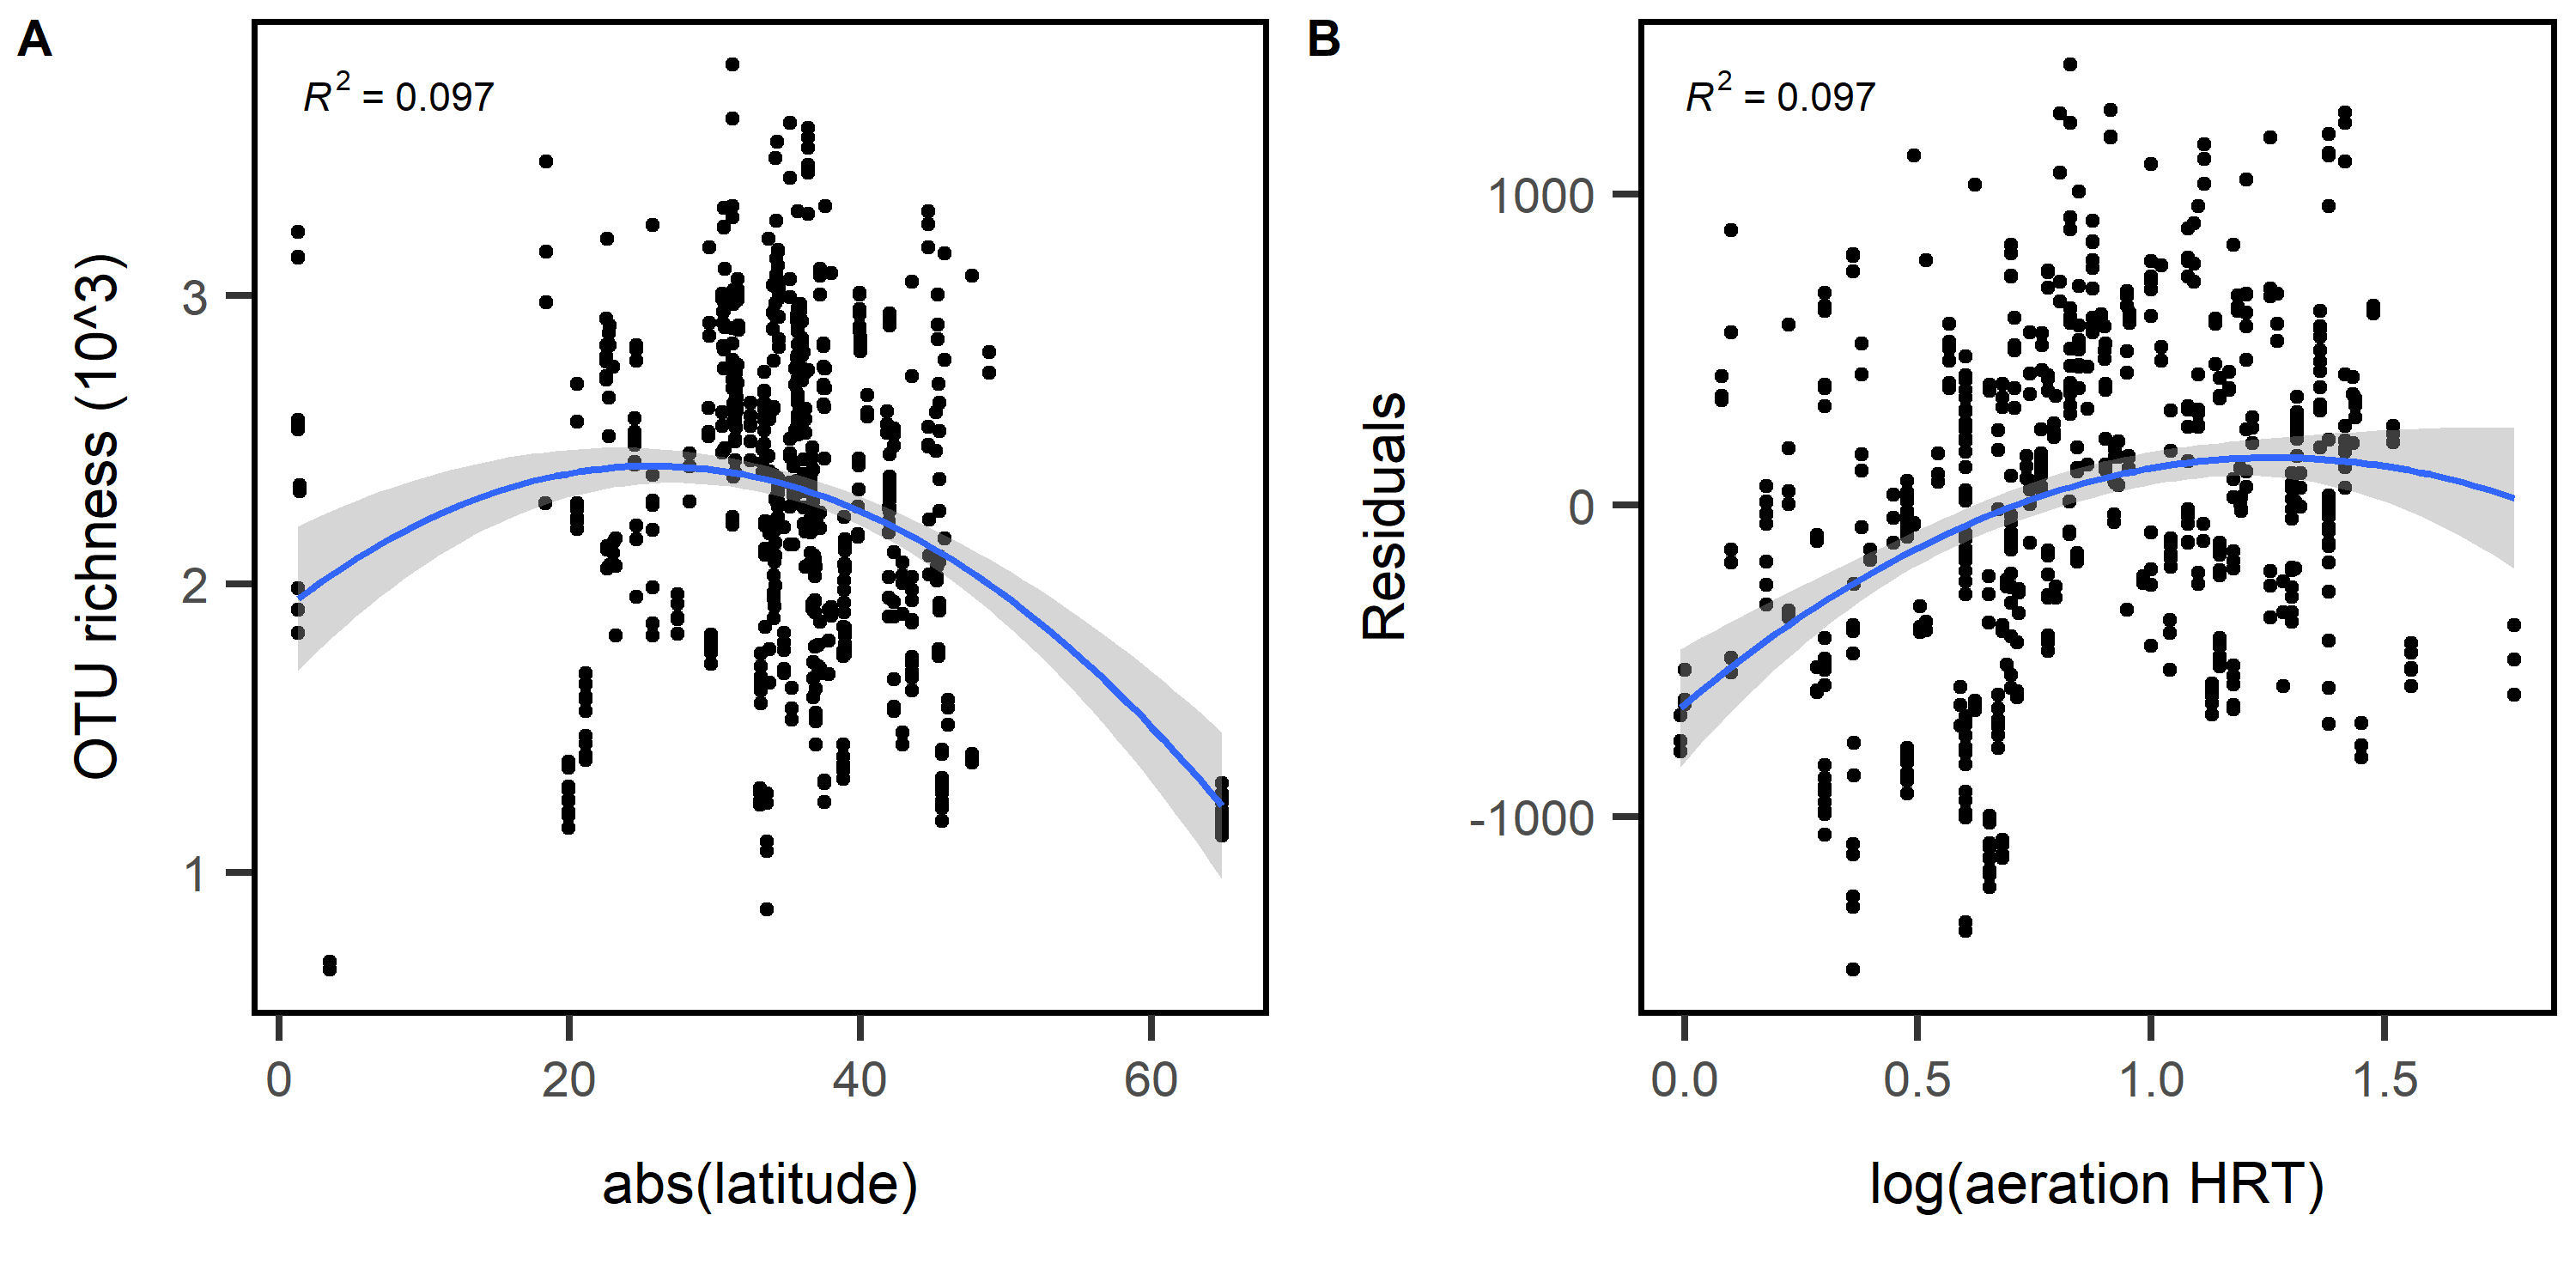 A
R² = 0.097
OTU richness (10^3)
3
2
1
0 20 40 60
abs(latitude)
B
R² = 0.097
Residuals
1000
0
-1000
0.0 0.5 1.0 1.5
log(aeration HRT)